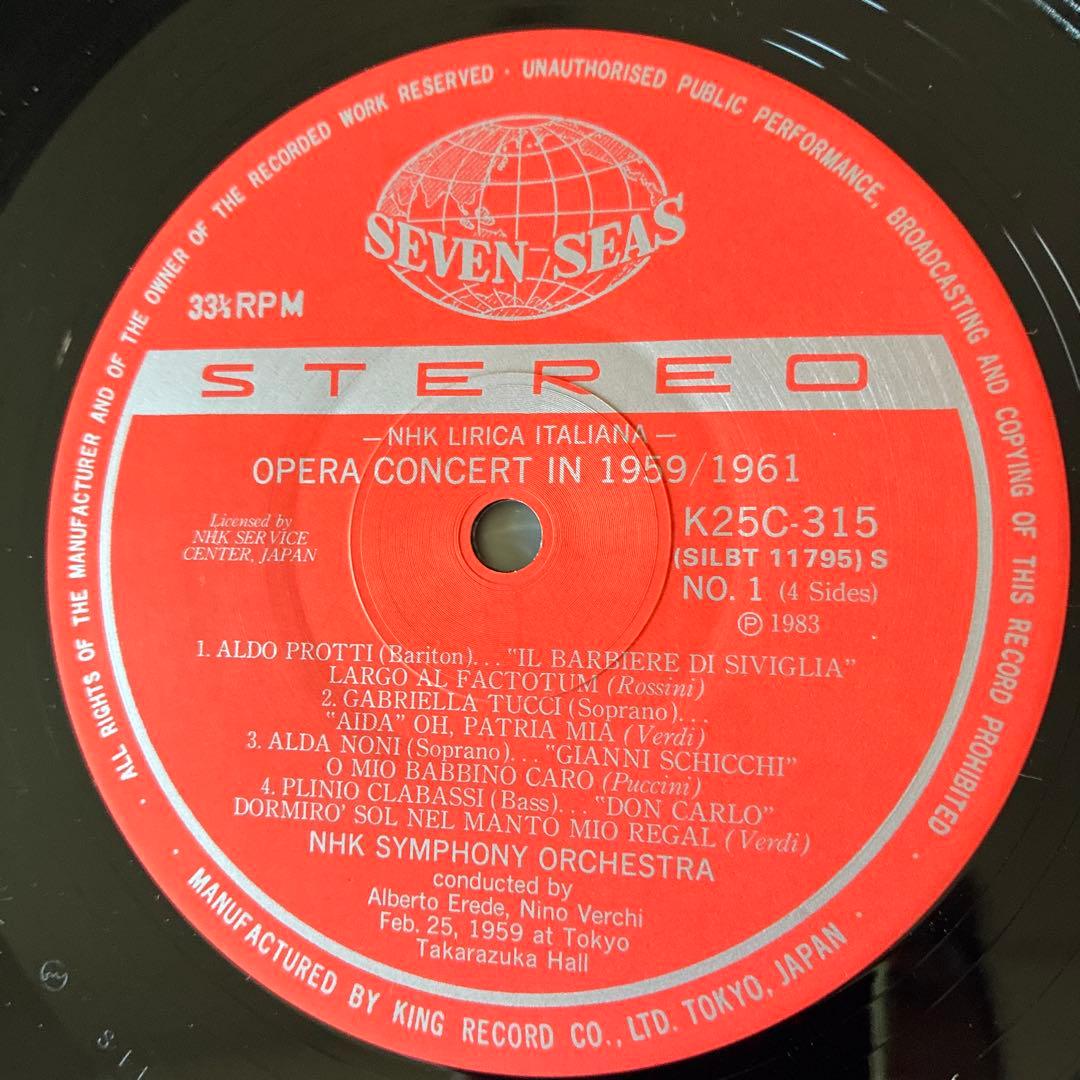 ALL RIGHTS OF THE MANUFACTURER AND OF THE OWNER OF THE RECORDED WORK RESERVED · UNAUTHORISED PUBLIC PERFORMANCE, BROADCASTING AND COPYING OF THIS RECORD PROHIBITED
SEVEN SEAS
33⅓RPM
STEREO
—NHK LIRICA ITALIANA—
OPERA CONCERT IN 1959/1961
Licensed by
NHK SERVICE
CENTER, JAPAN
K25C-315
(SILBT 11795) S
NO. 1 (4 Sides)
Ⓟ 1983
1. ALDO PROTTI (Bariton)... "IL BARBIERE DI SIVIGLIA"
LARGO AL FACTOTUM (Rossini)
2. GABRIELLA TUCCI (Soprano)...
"AIDA" OH, PATRIA MIA (Verdi)
3. ALDA NONI (Soprano)... "GIANNI SCHICCHI"
O MIO BABBINO CARO (Puccini)
4. PLINIO CLABASSI (Bass)... "DON CARLO"
DORMIRO' SOL NEL MANTO MIO REGAL (Verdi)
NHK SYMPHONY ORCHESTRA
conducted by
Alberto Erede, Nino Verchi
Feb. 25, 1959 at Tokyo
Takarazuka Hall
· MANUFACTURED BY KING RECORD CO., LTD. TOKYO, JAPAN ·